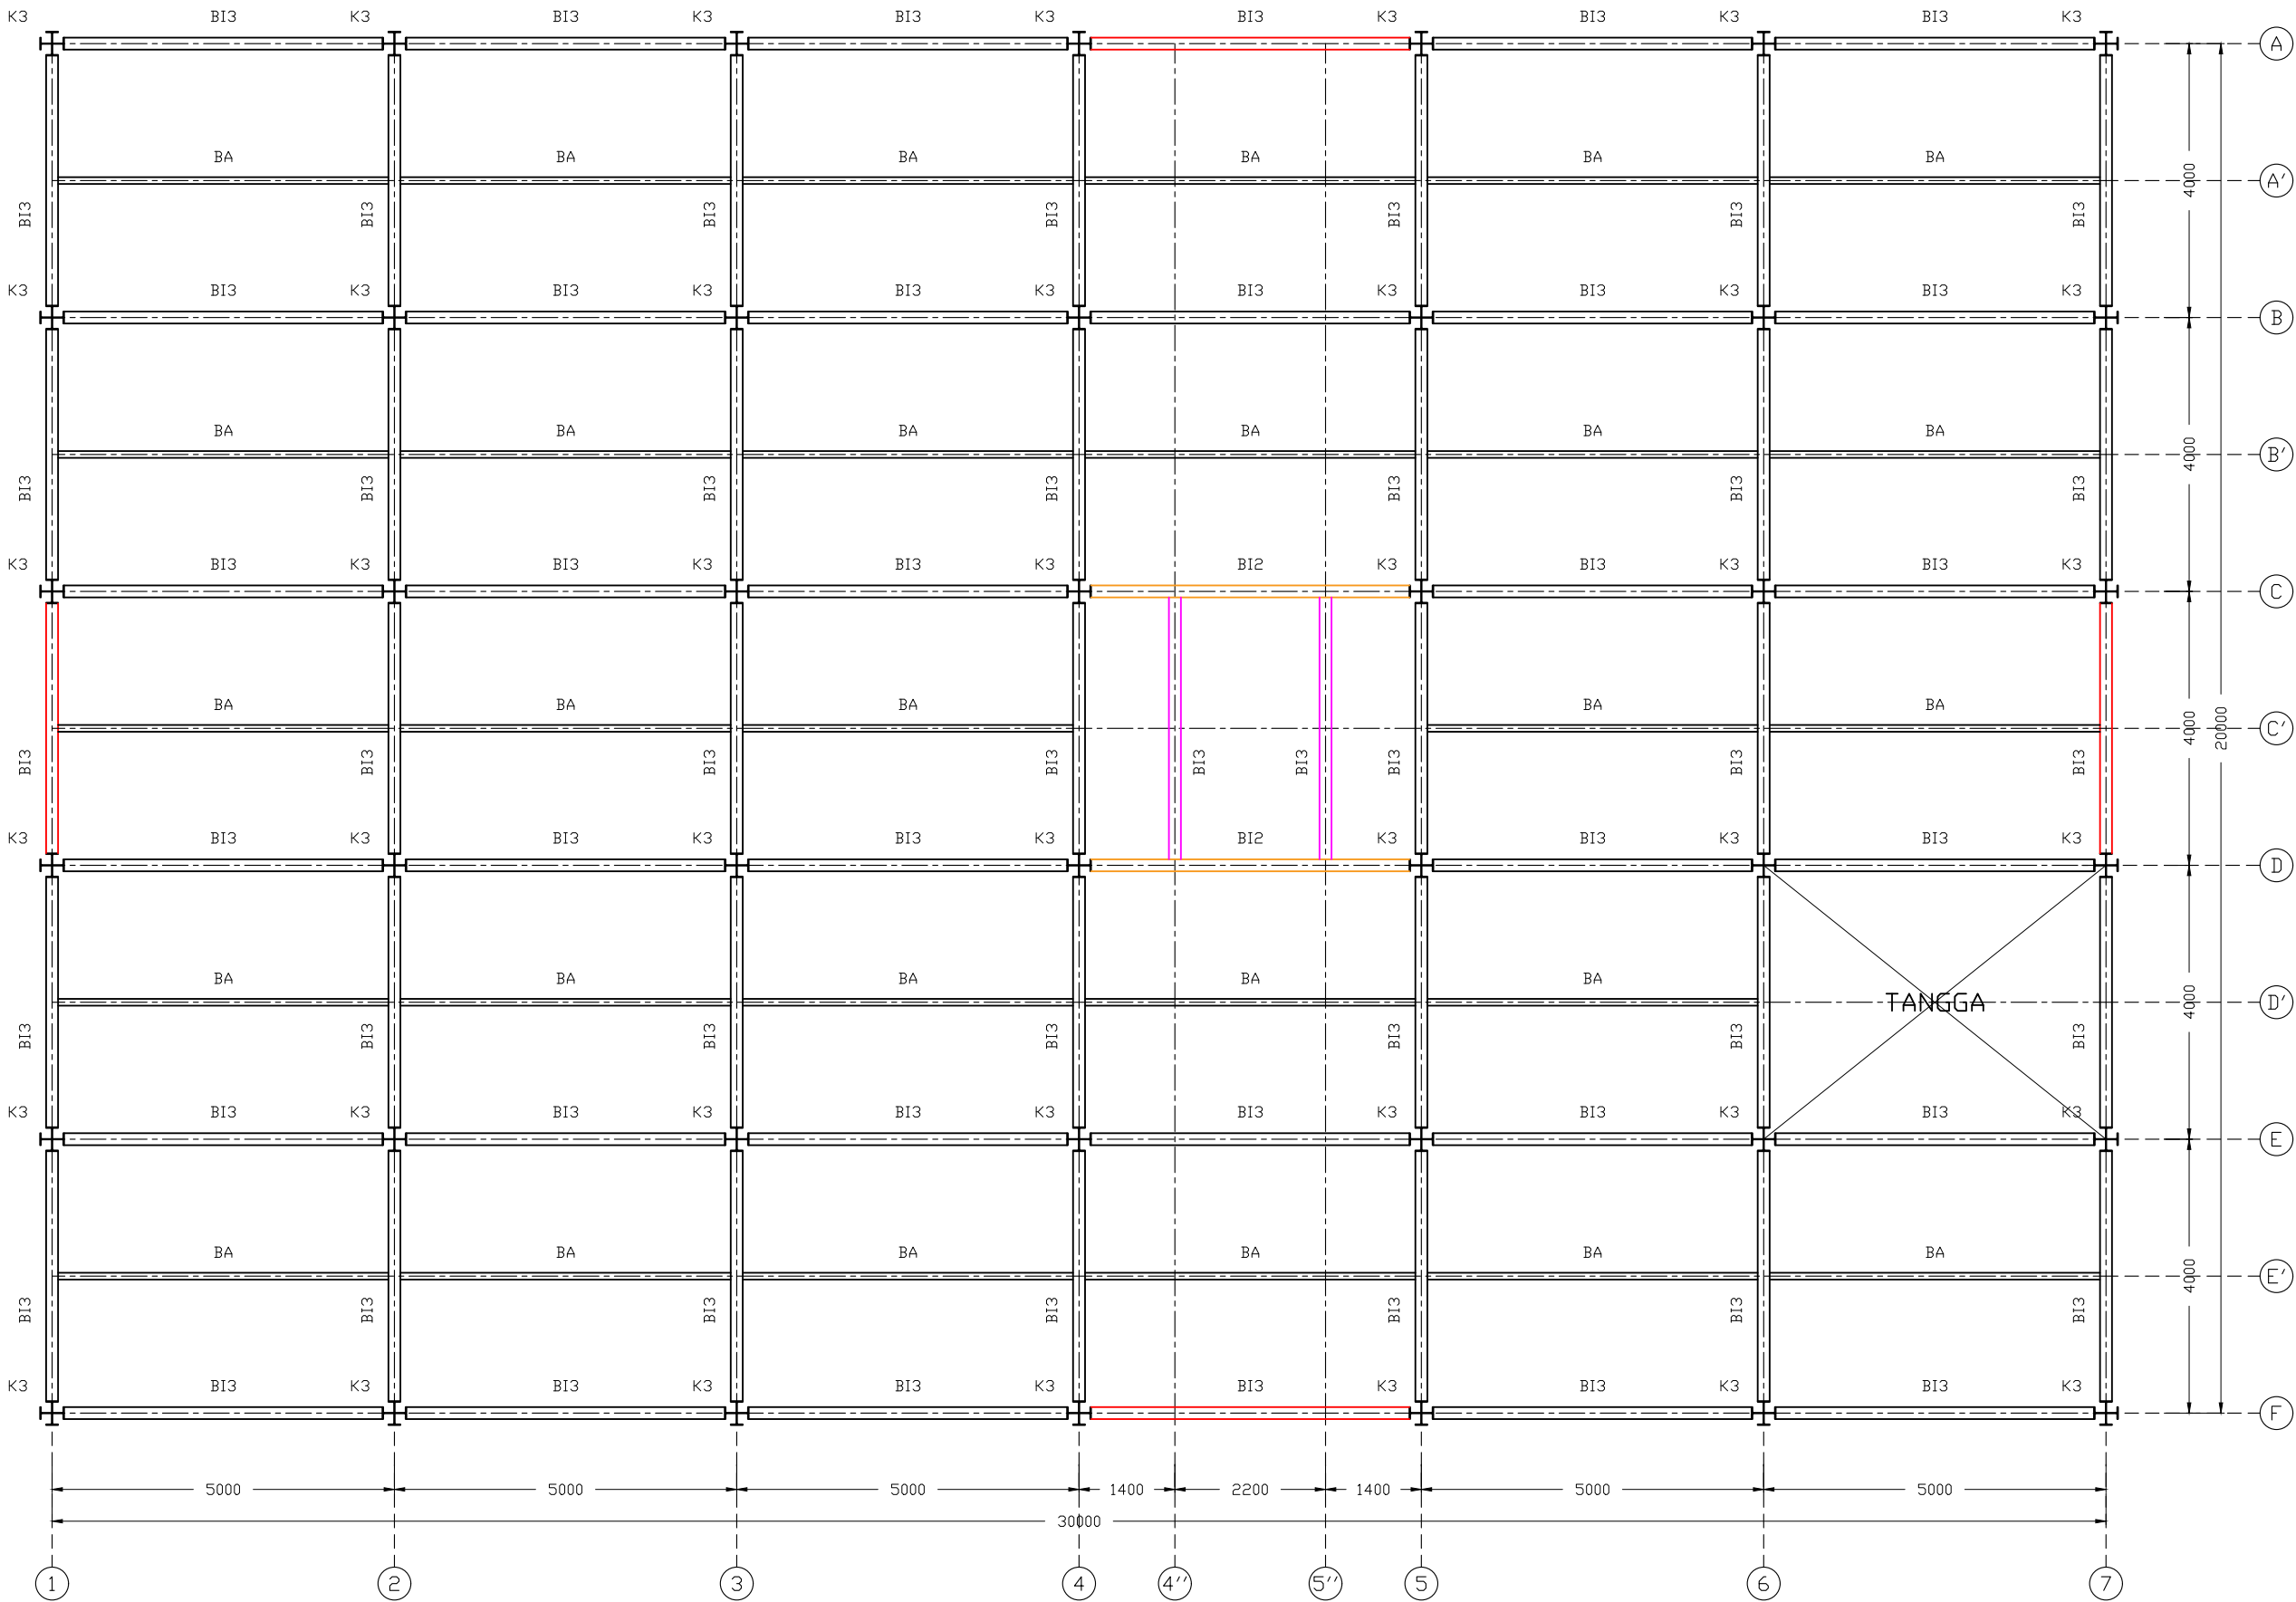 K3 BI3 K3 BI3 K3 BI3 K3 BI3 K3 BI3 K3 BI3 K3
A
BA BA BA BA BA BA
4000 A'
BI3 BI3 BI3 BI3 BI3 BI3 BI3
K3 BI3 K3 BI3 K3 BI3 K3 BI3 K3 BI3 K3 BI3 K3
B
BA BA BA BA BA BA
4000 B'
BI3 BI3 BI3 BI3 BI3 BI3 BI3
K3 BI3 K3 BI3 K3 BI3 K3 BI2 K3 BI3 K3 BI3 K3
C
BA BA BA BA BA
4000 20000 C'
BI3 BI3 BI3 BI3 BI3 BI3 BI3 BI3 BI3
K3 BI3 K3 BI3 K3 BI3 K3 BI2 K3 BI3 K3 BI3 K3
D
BA BA BA BA BA
TANGGA 4000 D'
BI3 BI3 BI3 BI3 BI3 BI3 BI3
K3 BI3 K3 BI3 K3 BI3 K3 BI3 K3 BI3 K3 BI3 K3
E
BA BA BA BA BA BA
4000 E'
BI3 BI3 BI3 BI3 BI3 BI3 BI3
K3 BI3 K3 BI3 K3 BI3 K3 BI3 K3 BI3 K3 BI3 K3
F
5000 5000 5000 1400 2200 1400 5000 5000
30000
1 2 3 4 4'' 5'' 5 6 7